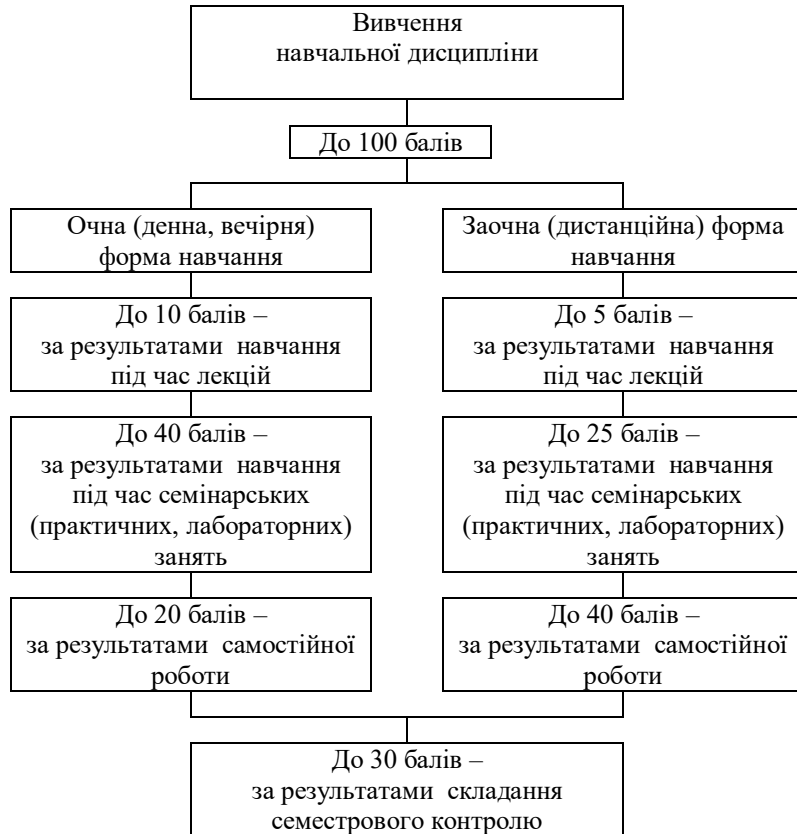 Вивчення
навчальної дисципліни
До 100 балів
Очна (денна, вечірня)
форма навчання
До 10 балів –
за результатами навчання
під час лекцій
До 40 балів –
за результатами навчання
під час семінарських
(практичних, лабораторних)
занять
До 20 балів –
за результатами самостійної
роботи
Заочна (дистанційна) форма
навчання
До 5 балів –
за результатами навчання
під час лекцій
До 25 балів –
за результатами навчання
під час семінарських
(практичних, лабораторних)
занять
До 40 балів –
за результатами самостійної
роботи
До 30 балів –
за результатами складання
семестрового контролю